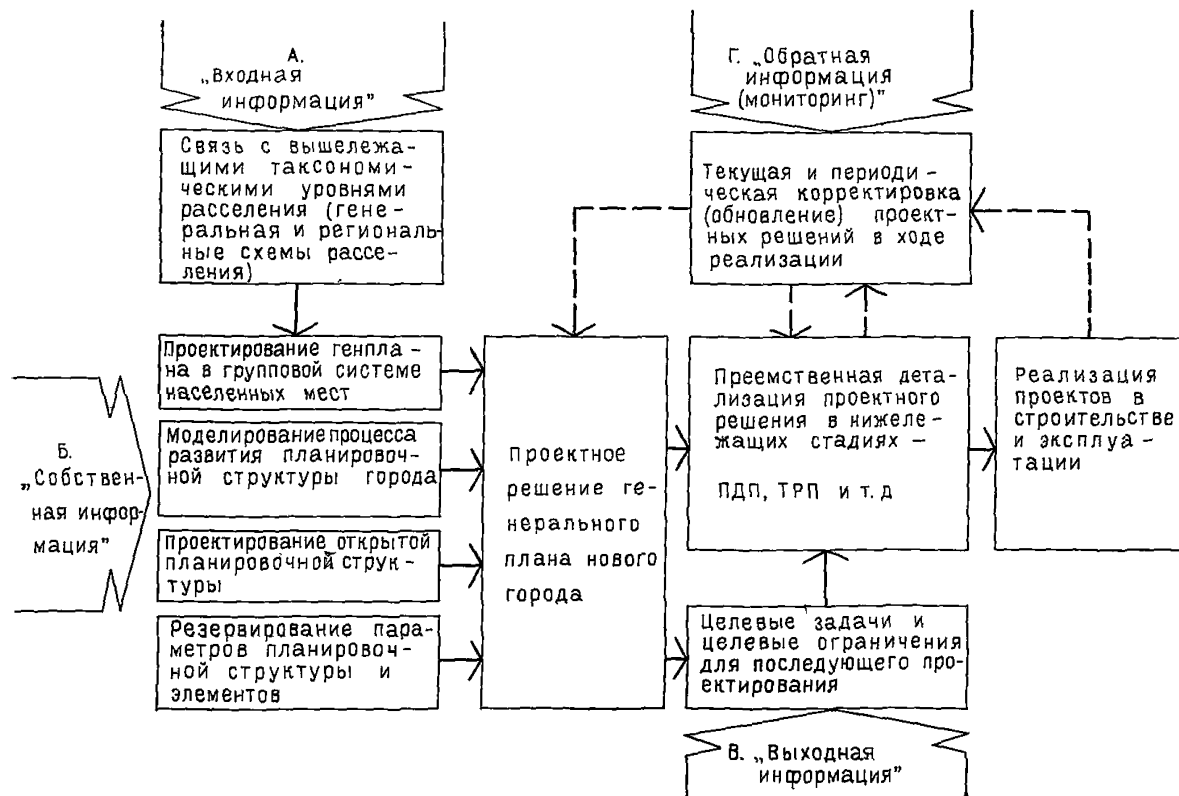 А.
„Входная
информация”
Связь с вышележа-
щими таксономи-
ческими уровнями
расселения (гене-
ральная и региональ-
ные схемы рассе-
ления)
Г. „Обратная
информация
(мониторинг)”
Текущая и периоди-
ческая корректировка
(обновление) проект-
ных решений в ходе
реализации
Б.
„Собствен-
ная инфор-
мация”
Проектирование генпла-
на в групповой системе
населенных мест
Моделирование процесса
развития планировоч-
ной структуры города
Проектирование открытой
планировочной струк-
туры
Резервирование пара-
метров планировоч-
ной структуры и
элементов
Проектное
решение ге-
нерального
плана нового
города
Преемственная дета-
лизация проектного
решения в нижеле-
жащих стадиях –
ПДП, ТРП и т. д
Реализация
проектов в
строительстве
и эксплуа-
тации
Целевые задачи и
целевые ограничения
для последующего про-
ектирования
В. „Выходная
информация”